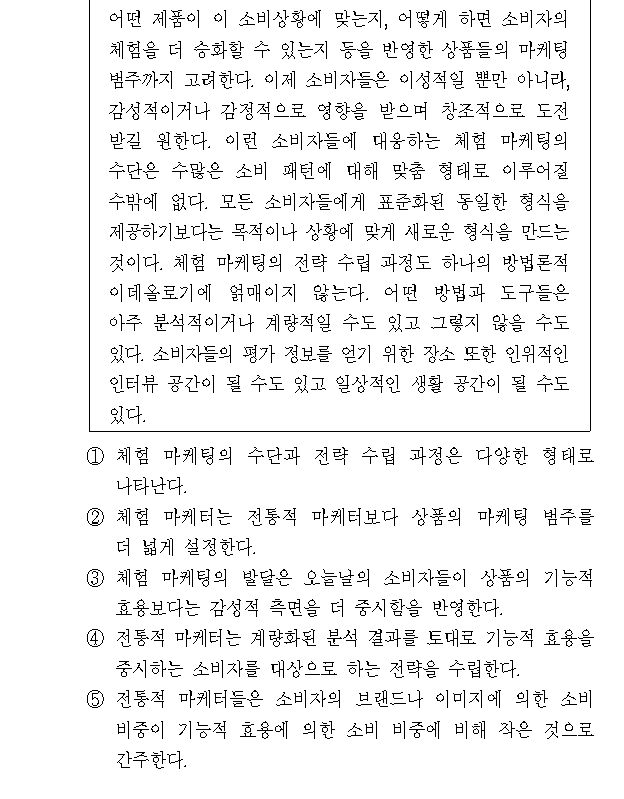 어떤 제품이 이 소비상황에 맞는지, 어떻게 하면 소비자의
체험을 더 승화할 수 있는지 등을 반영한 상품들의 마케팅
범주까지 고려한다. 이제 소비자들은 이성적일 뿐만 아니라,
감성적이거나 감정적으로 영향을 받으며 창조적으로 도전
받길 원한다. 이런 소비자들에 대응하는 체험 마케팅의
수단은 수많은 소비 패턴에 대해 맞춤 형태로 이루어질
수밖에 없다. 모든 소비자들에게 표준화된 동일한 형식을
제공하기보다는 목적이나 상황에 맞게 새로운 형식을 만드는
것이다. 체험 마케팅의 전략 수립 과정도 하나의 방법론적
이데올로기에 얽매이지 않는다. 어떤 방법과 도구들은
아주 분석적이거나 계량적일 수도 있고 그렇지 않을 수도
있다. 소비자들의 평가 정보를 얻기 위한 장소 또한 인위적인
인터뷰 공간이 될 수도 있고 일상적인 생활 공간이 될 수도
있다.
① 체험 마케팅의 수단과 전략 수립 과정은 다양한 형태로
나타난다.
② 체험 마케터는 전통적 마케터보다 상품의 마케팅 범주를
더 넓게 설정한다.
③ 체험 마케팅의 발달은 오늘날의 소비자들이 상품의 기능적
효용보다는 감성적 측면을 더 중시함을 반영한다.
④ 전통적 마케터는 계량화된 분석 결과를 토대로 기능적 효용을
중시하는 소비자를 대상으로 하는 전략을 수립한다.
⑤ 전통적 마케터들은 소비자의 브랜드나 이미지에 의한 소비
비중이 기능적 효용에 의한 소비 비중에 비해 작은 것으로
간주한다.